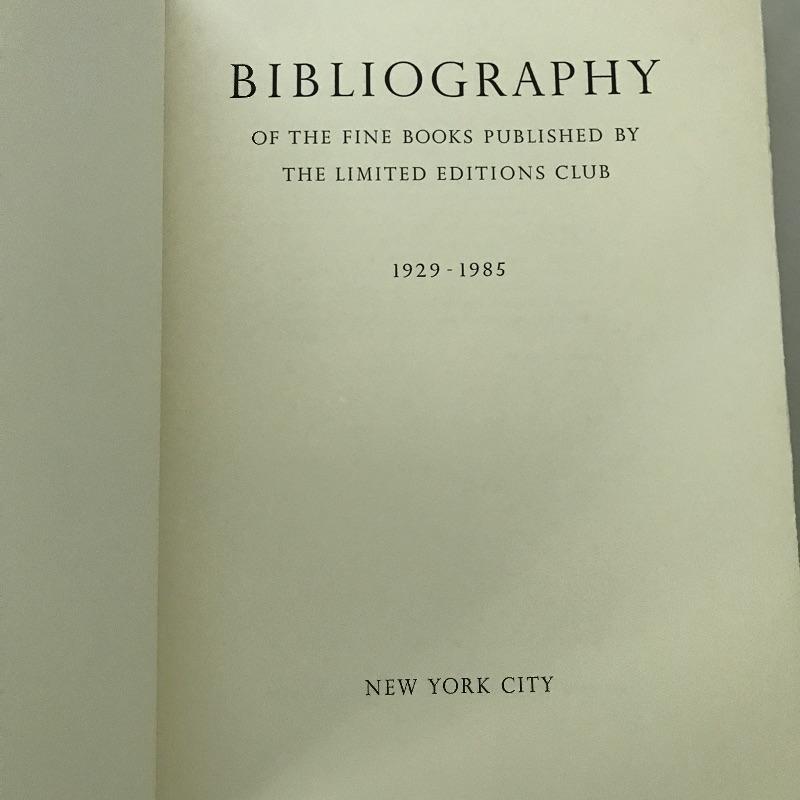 BIBLIOGRAPHY
OF THE FINE BOOKS PUBLISHED BY
THE LIMITED EDITIONS CLUB
1929 - 1985
NEW YORK CITY